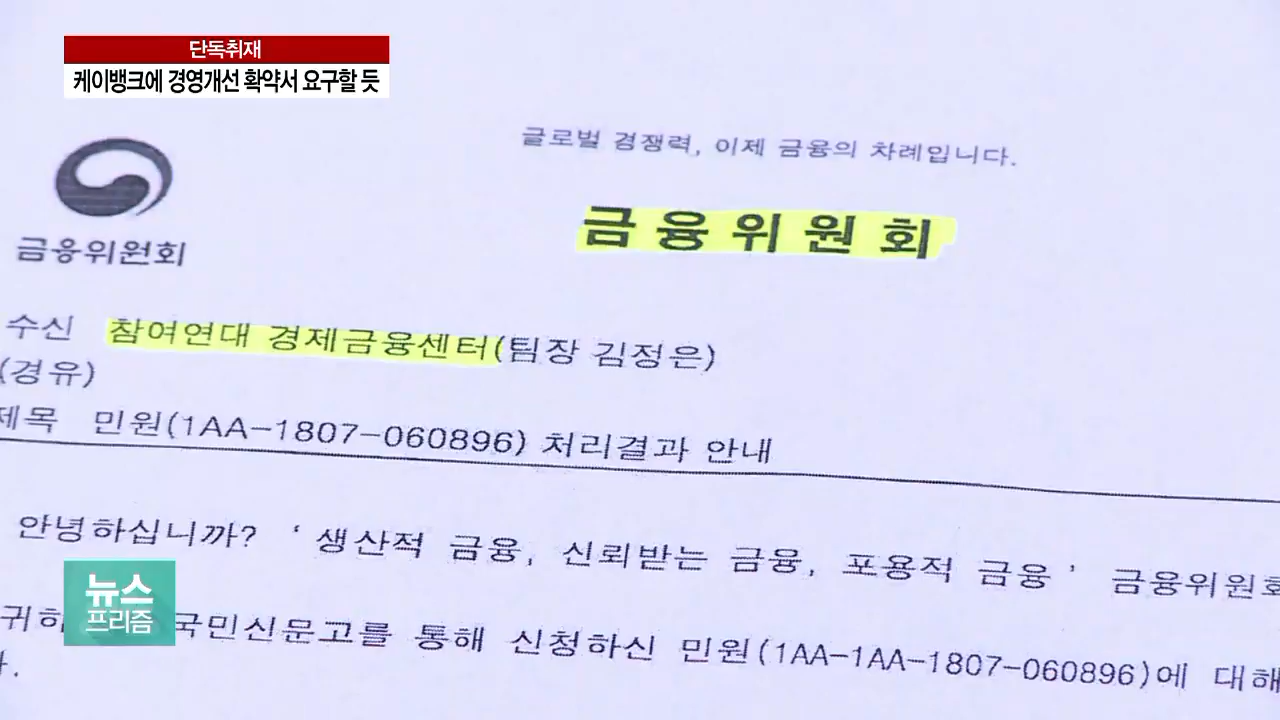 단독취재
케이뱅크에 경영개선 확약서 요구할 듯
글로벌 경쟁력, 이제 금융의 차례입니다.
금융위원회
금융위원회
수신 참여연대 경제금융센터(팀장 김정은)
(경유)
제목 민원(1AA-1807-060896) 처리결과 안내
안녕하십니까? ‘생산적 금융, 신뢰받는 금융, 포용적 금융’ 금융위원회
뉴스
프리즘
귀하 국민신문고를 통해 신청하신 민원(1AA-1AA-1807-060896)에 대해